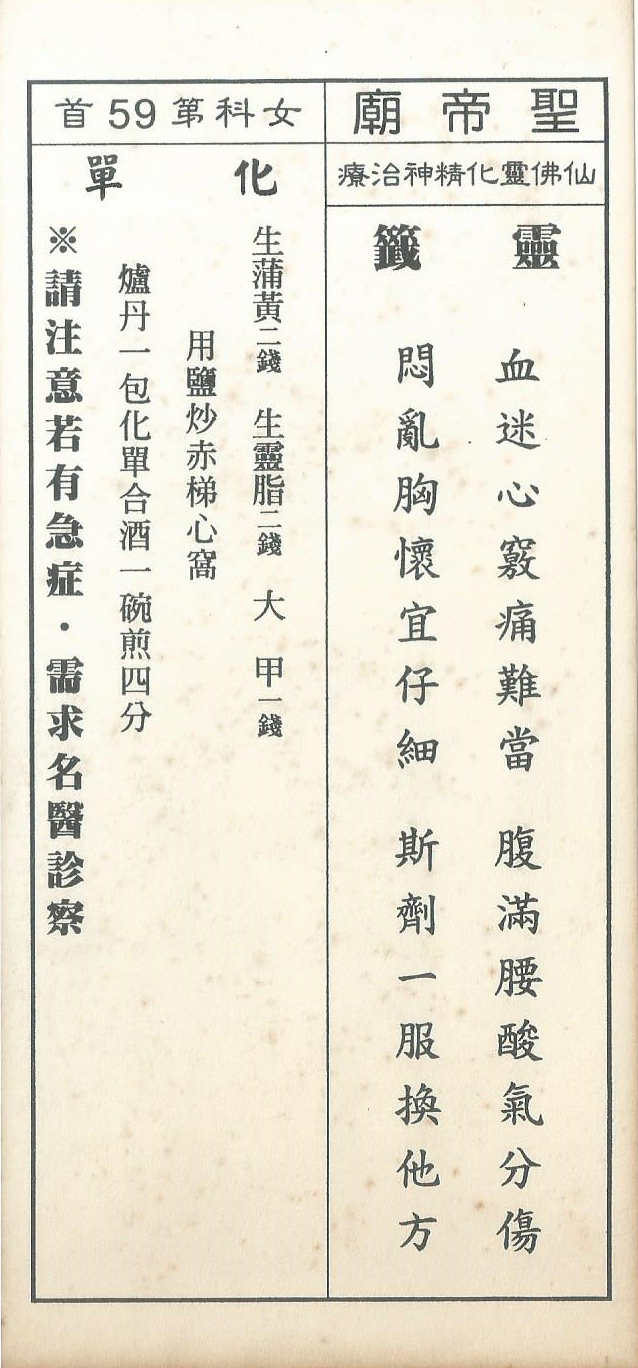 聖帝廟
仙佛靈化精神治療
靈籤
血迷心竅痛難當 腹滿腰酸氣分傷
悶亂胸懷宜仔細 斯劑一服換他方
女科第59首
化單
生蒲黃二錢 生靈脂二錢 大甲一錢
用鹽炒赤梯心窩
爐丹一包化單合酒一碗煎四分
※請注意若有急症・需求名醫診察